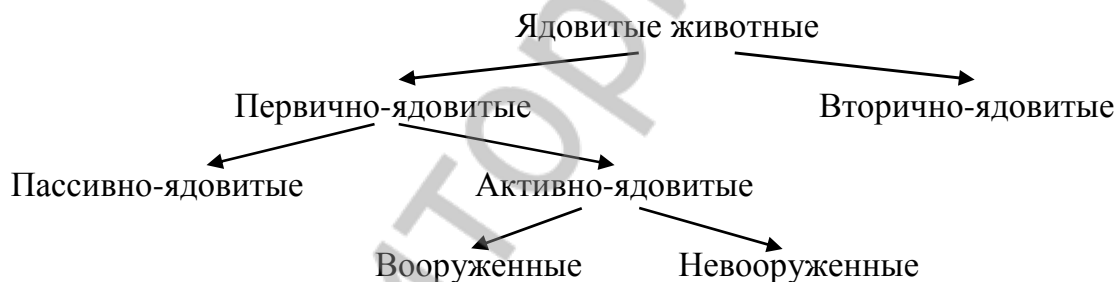 Ядовитые животные
Первично-ядовитые Вторично-ядовитые
Пассивно-ядовитые Активно-ядовитые
Вооруженные Невооруженные